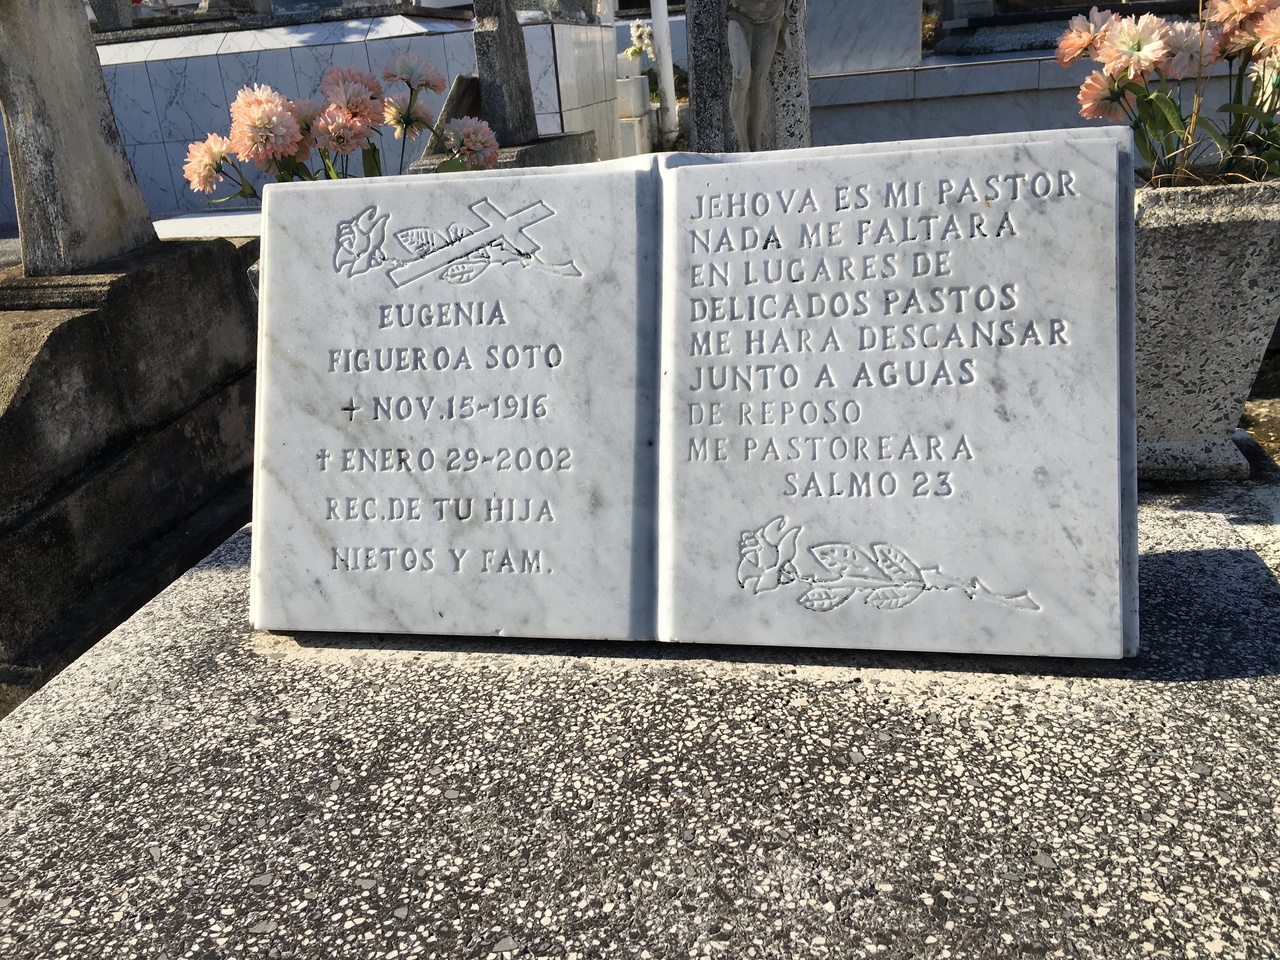 EUGENIA
FIGUEROA SOTO
✝ NOV.15-1916
✝ ENERO 29-2002
REC.DE TU HIJA
NIETOS Y FAM.
JEHOVA ES MI PASTOR
NADA ME FALTARA
EN LUGARES DE
DELICADOS PASTOS
ME HARA DESCANSAR
JUNTO A AGUAS
DE REPOSO
ME PASTOREARA
SALMO 23